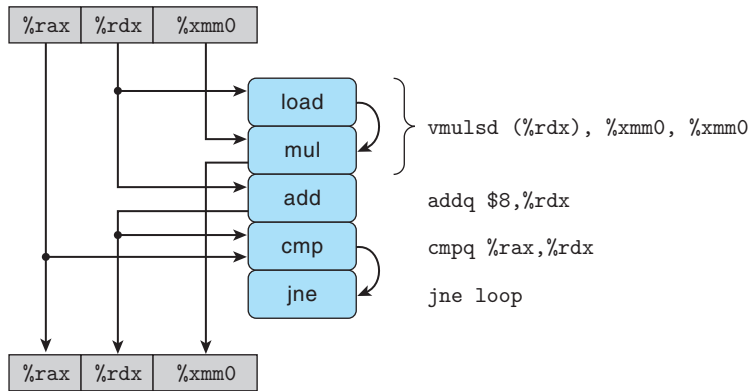 %rax %rdx %xmm0
load
mul
vmulsd (%rdx), %xmm0, %xmm0
add
addq $8,%rdx
cmp
cmpq %rax,%rdx
jne
jne loop
%rax %rdx %xmm0